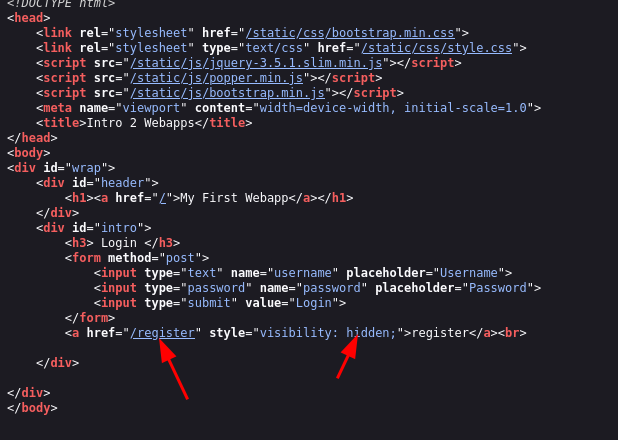 <!DOCTYPE html>
<head>
    <link rel="stylesheet" href="/static/css/bootstrap.min.css">
    <link rel="stylesheet" type="text/css" href="/static/css/style.css">
    <script src="/static/js/jquery-3.5.1.slim.min.js"></script>
    <script src="/static/js/popper.min.js"></script>
    <script src="/static/js/bootstrap.min.js"></script>
    <meta name="viewport" content="width=device-width, initial-scale=1.0">
    <title>Intro 2 Webapps</title>
</head>
<body>
<div id="wrap">
    <div id="header">
        <h1><a href="/">My First Webapp</a></h1>
    </div>
    <div id="intro">
        <h3> Login </h3>
        <form method="post">
            <input type="text" name="username" placeholder="Username">
            <input type="password" name="password" placeholder="Password">
            <input type="submit" value="Login">
        </form>
        <a href="/register" style="visibility: hidden;">register</a><br>
    </div>
</div>
</body>